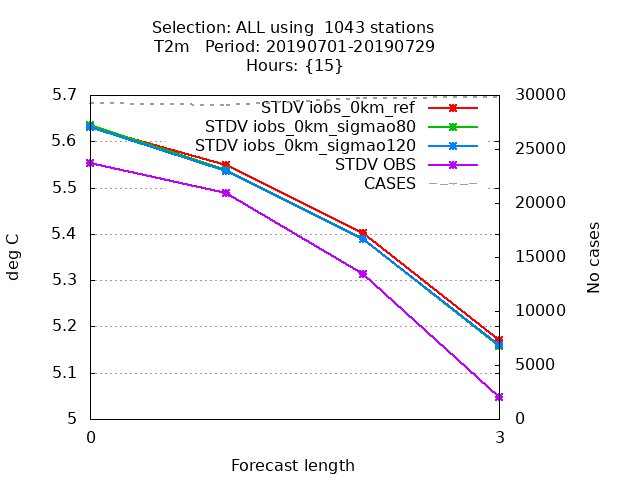 Selection: ALL using  1043 stations
T2m   Period: 20190701-20190729
Hours: {15}
5.7
5.6
5.5
5.4
5.3
5.2
5.1
5
deg C
STDV iobs_0km_ref
STDV iobs_0km_sigmao80
STDV iobs_0km_sigmao120
STDV OBS
CASES
30000
25000
20000
15000
10000
5000
0
No cases
0
3
Forecast length